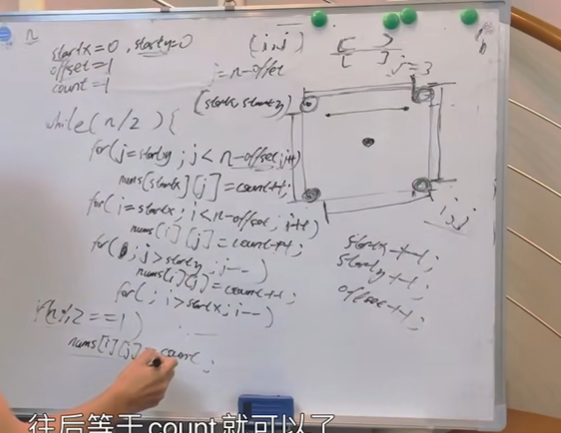 n
startx=0, starty=0
offset=1
count=1
(i,j)
j=n-offset
j=3
(startx, starty)
while(n/2){
for(j=starty; j<n-offset; j++)
nums[startx][j]=count++;
for(i=startx; i<n-offset; i++)
nums[i][j]=count++;
for(; j>starty; j--)
nums[i][j]=count++;
for(; i>startx; i--)
i,j
startx++;
starty++;
offset++;
if(n%2==1)
nums[i][j]=count;
往后等于count就可以了